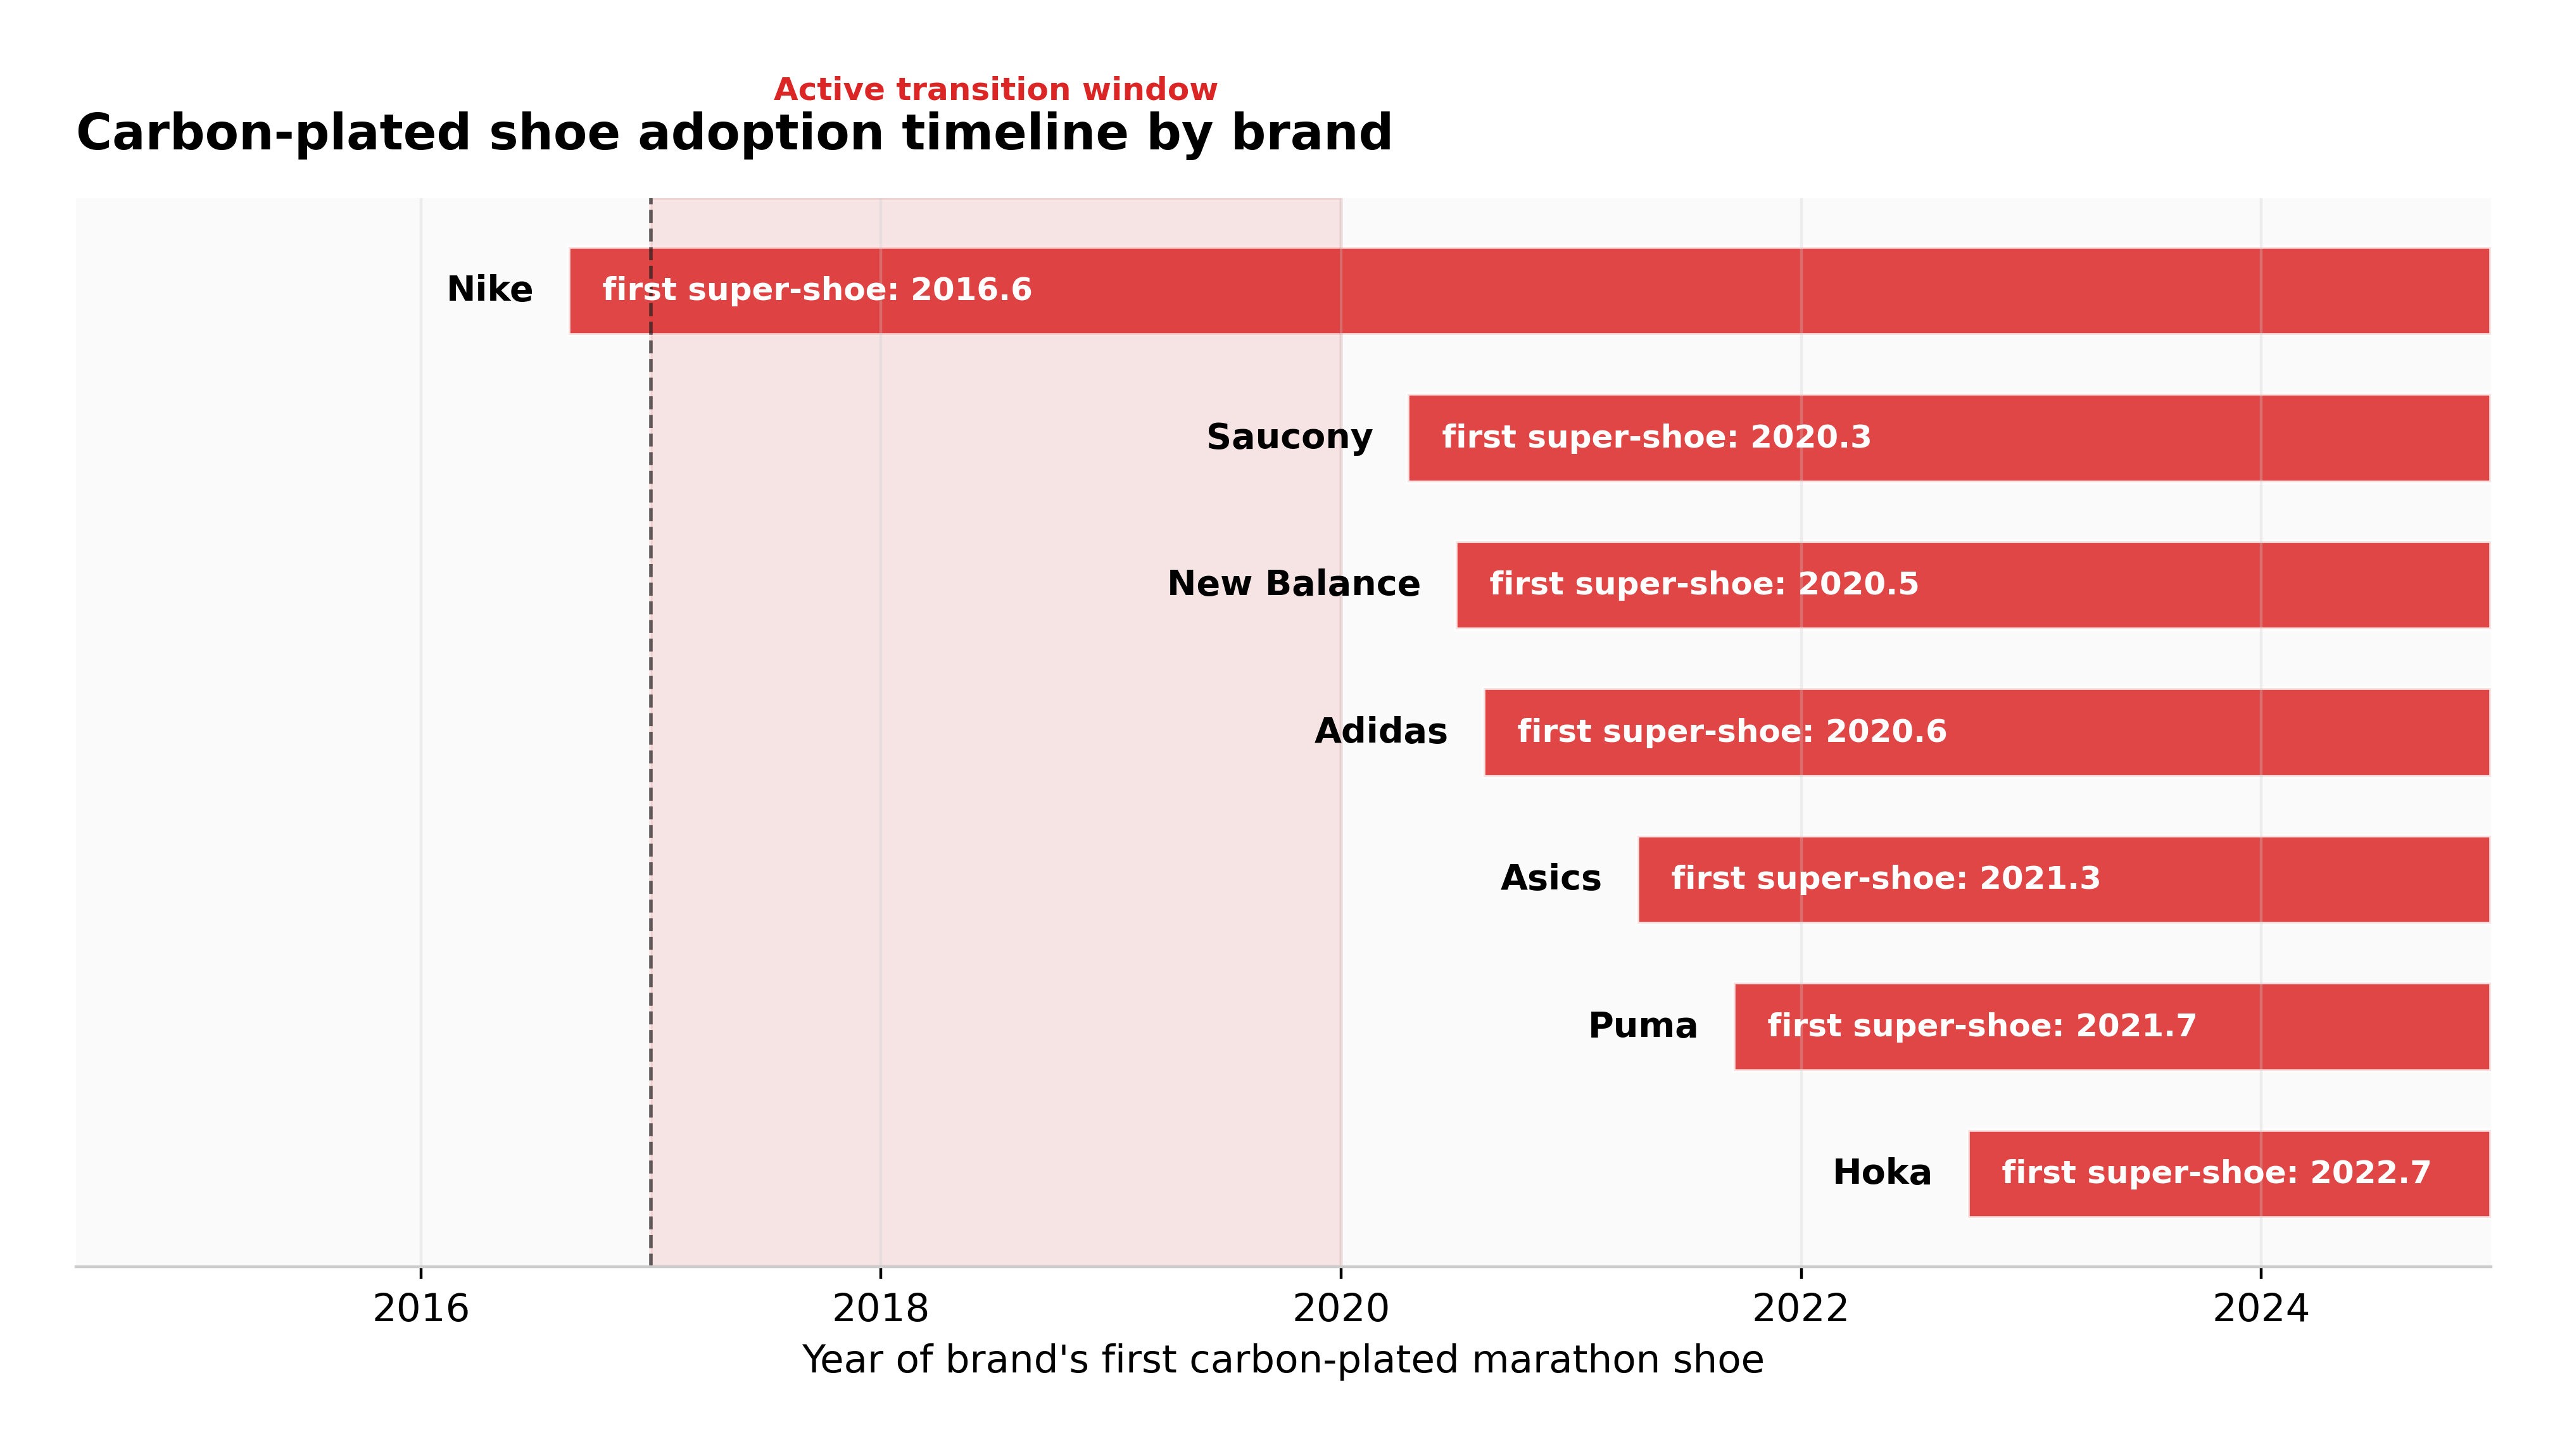 Active transition window
Carbon-plated shoe adoption timeline by brand
Nike first super-shoe: 2016.6
Saucony first super-shoe: 2020.3
New Balance first super-shoe: 2020.5
Adidas first super-shoe: 2020.6
Asics first super-shoe: 2021.3
Puma first super-shoe: 2021.7
Hoka first super-shoe: 2022.7
2016 2018 2020 2022 2024
Year of brand's first carbon-plated marathon shoe